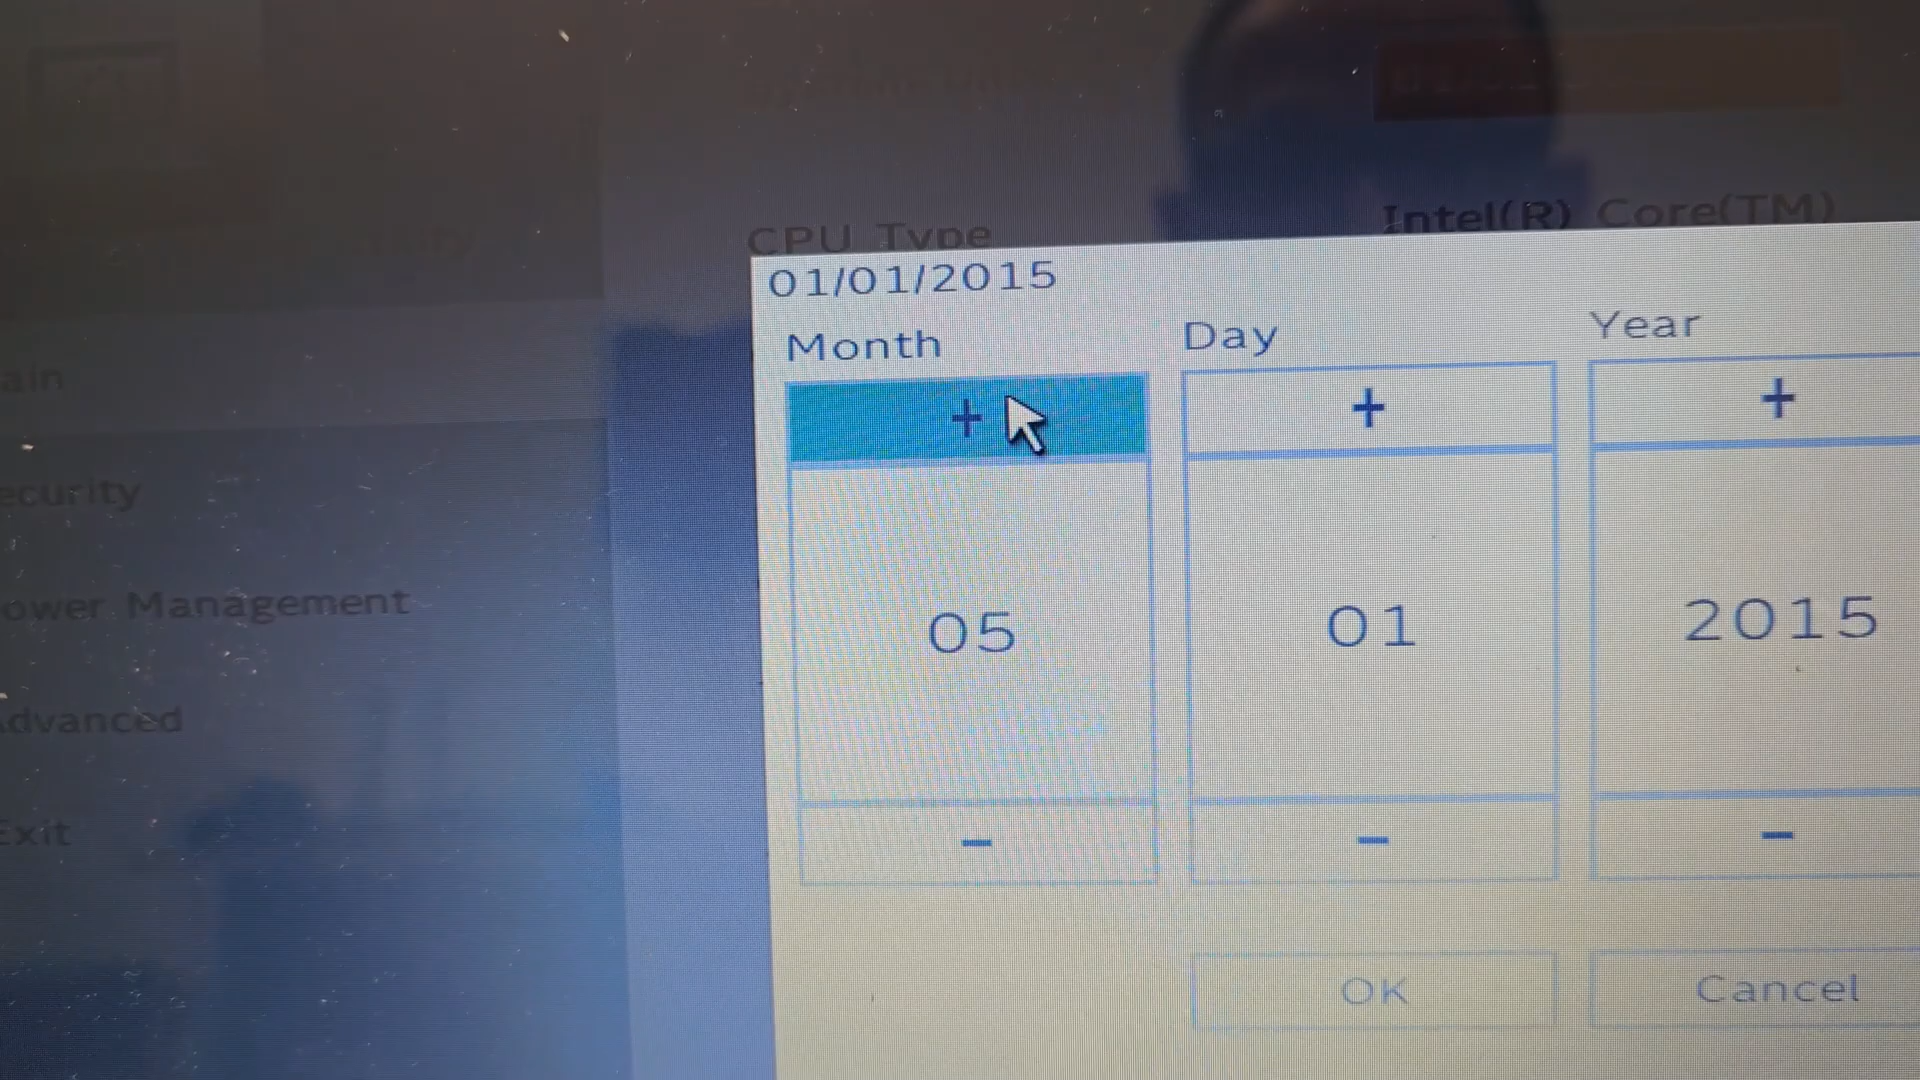 CPU Type
Intel(R) Core(TM)
01/01/2015
Month
Day
Year
+
+
+
ain
ecurity
ower Management
dvanced
Exit
05
01
2015
-
-
-
OK
Cancel